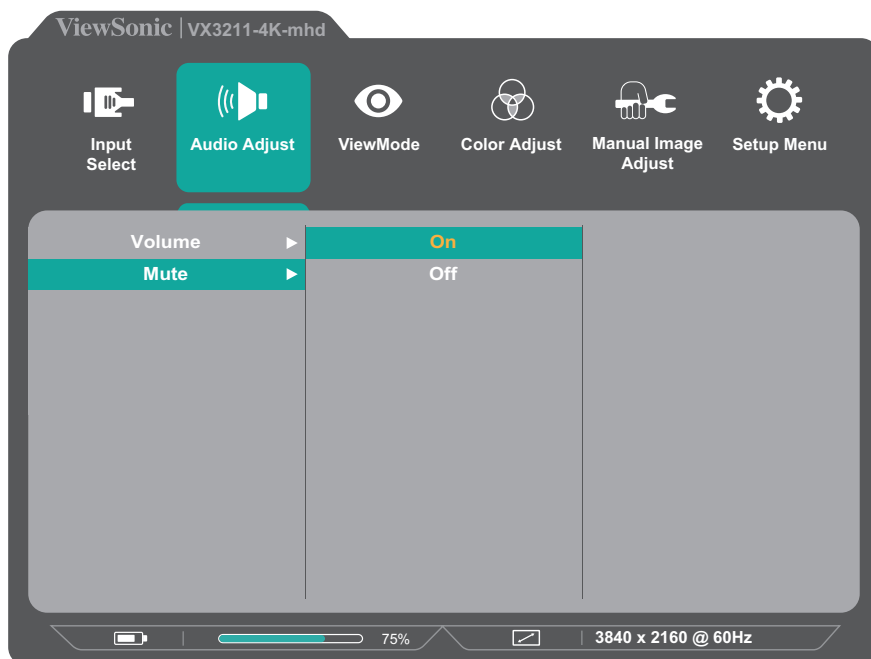 ViewSonic | VX3211-4K-mhd
Input
Select
Audio Adjust
ViewMode
Color Adjust
Manual Image
Adjust
Setup Menu
Volume
On
Mute
Off
75%
3840 x 2160 @ 60Hz